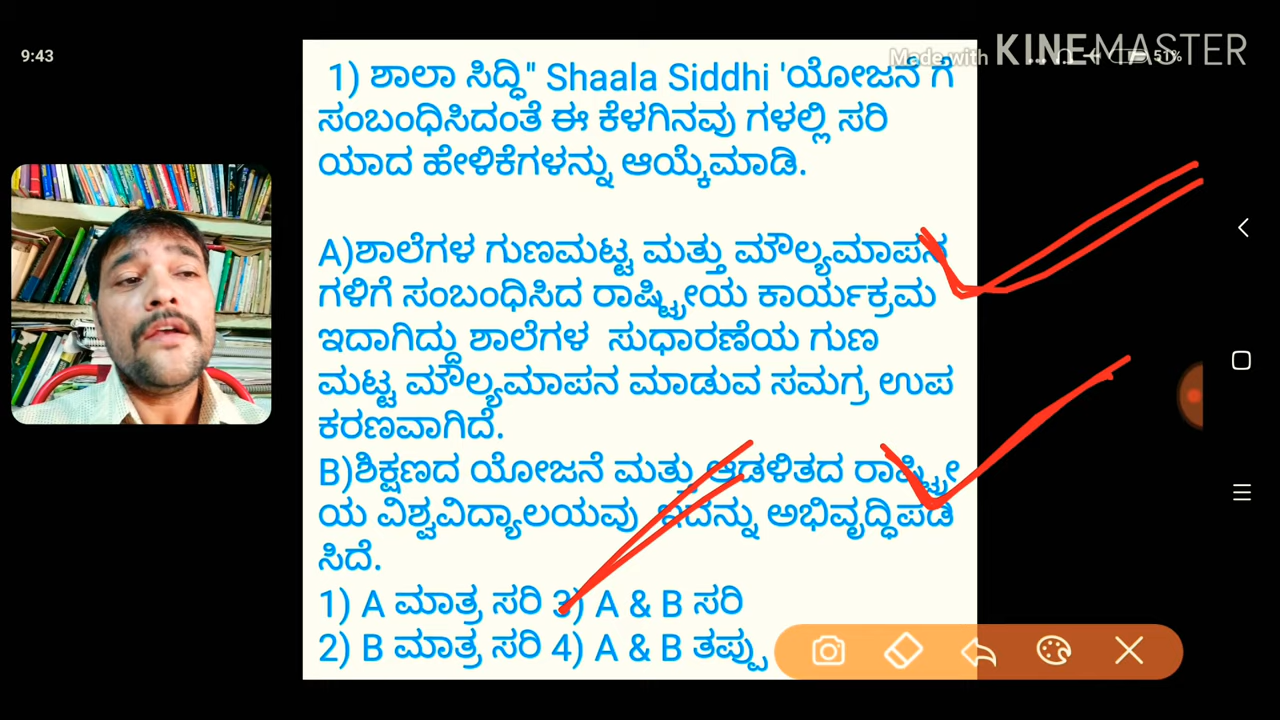 9:43
Made with KINEMASTER
51%
1) ಶಾಲಾ ಸಿದ್ಧಿ" Shaala Siddhi 'ಯೋಜನೆ ಗೆ
ಸಂಬಂಧಿಸಿದಂತೆ ಈ ಕೆಳಗಿನವು ಗಳಲ್ಲಿ ಸರಿ
ಯಾದ ಹೇಳಿಕೆಗಳನ್ನು ಆಯ್ಕೆಮಾಡಿ.
A)ಶಾಲೆಗಳ ಗುಣಮಟ್ಟ ಮತ್ತು ಮೌಲ್ಯಮಾಪನ
ಗಳಿಗೆ ಸಂಬಂಧಿಸಿದ ರಾಷ್ಟ್ರೀಯ ಕಾರ್ಯಕ್ರಮ
ಇದಾಗಿದ್ದು ಶಾಲೆಗಳ ಸುಧಾರಣೆಯ ಗುಣ
ಮಟ್ಟ ಮೌಲ್ಯಮಾಪನ ಮಾಡುವ ಸಮಗ್ರ ಉಪ
ಕರಣವಾಗಿದೆ.
B)ಶಿಕ್ಷಣದ ಯೋಜನೆ ಮತ್ತು ಆಡಳಿತದ ರಾಷ್ಟ್ರೀ
ಯ ವಿಶ್ವವಿದ್ಯಾಲಯವು ಇದನ್ನು ಅಭಿವೃದ್ಧಿಪಡಿ
ಸಿದೆ.
1) A ಮಾತ್ರ ಸರಿ 3) A & B ಸರಿ
2) B ಮಾತ್ರ ಸರಿ 4) A & B ತಪ್ಪು